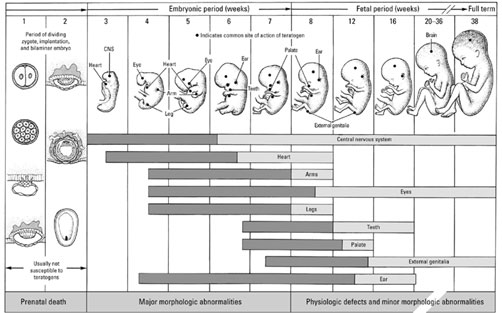 Embryonic period (weeks)
Fetal period (weeks)
Full term
1 2 3 4 5 6 7 8 12 16 20–36 38
Period of dividing
zygote, implantation,
and bilaminar embryo
Indicates common site of action of teratogen
CNS
Heart
Eye
Heart
Arm
Leg
Eye
Ear
Teeth
Palate
Ear
External genitalia
Brain
Central nervous system
Heart
Arms
Eyes
Legs
Teeth
Palate
External genitalia
Ear
Usually not
susceptible to
teratogens
Prenatal death
Major morphologic abnormalities
Physiologic defects and minor morphologic abnormalities